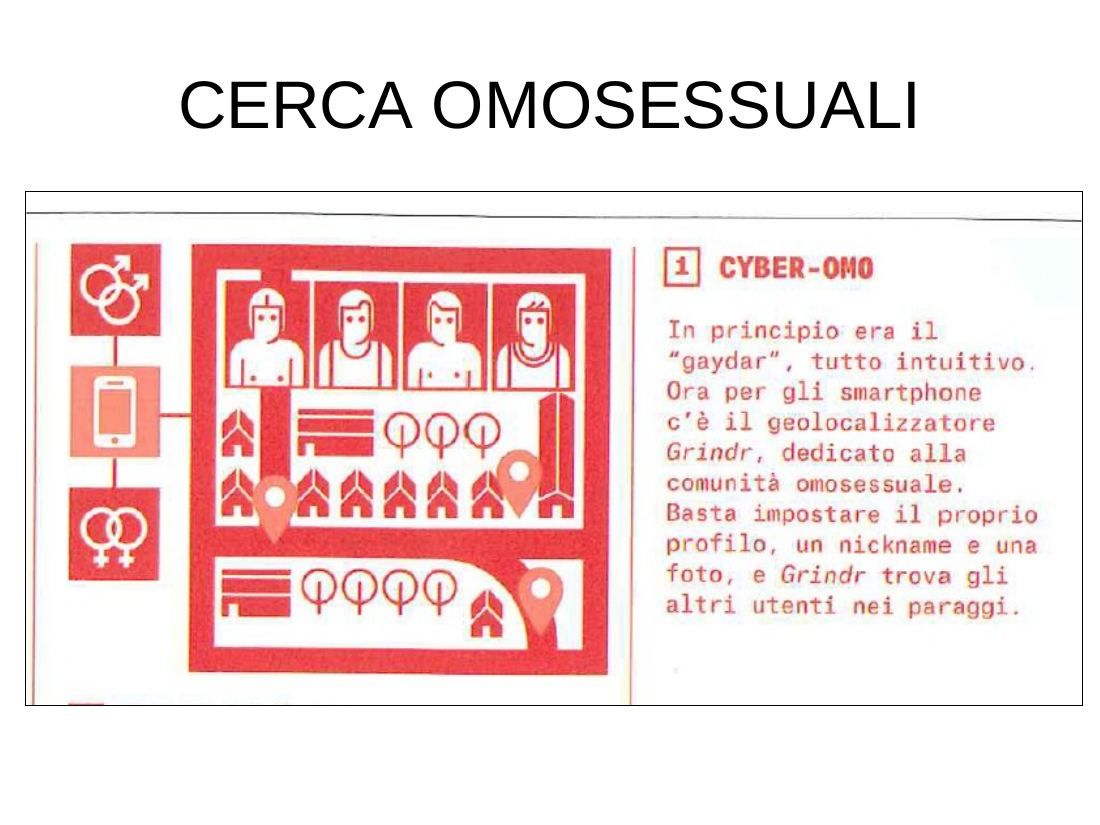 CERCA OMOSESSUALI
1 CYBER-OMO
In principio era il
“gaydar”, tutto intuitivo.
Ora per gli smartphone
c’è il geolocalizzatore
Grindr, dedicato alla
comunità omosessuale.
Basta impostare il proprio
profilo, un nickname e una
foto, e Grindr trova gli
altri utenti nei paraggi.